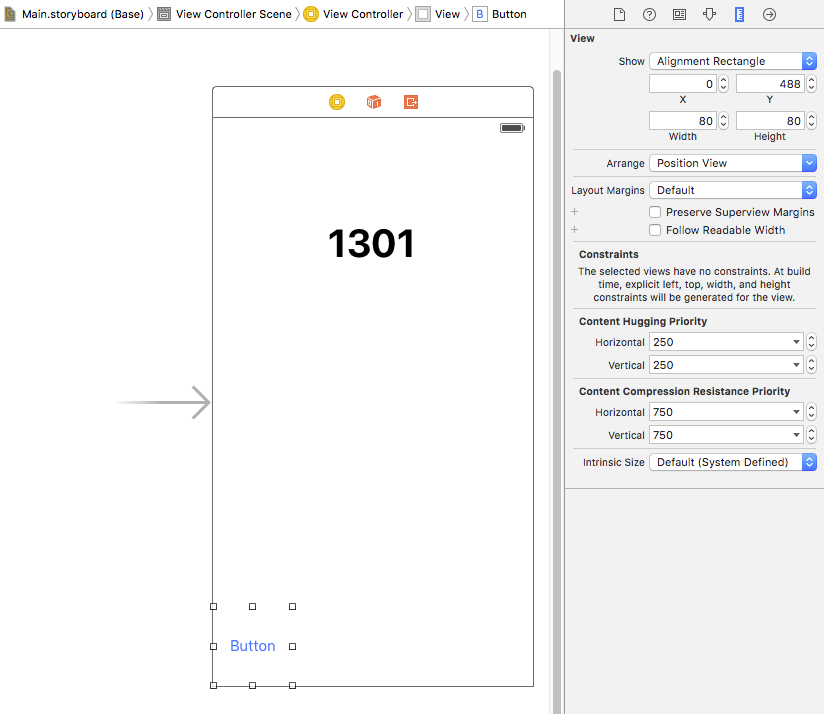 Main.storyboard (Base) View Controller Scene View Controller View B Button
View
Show Alignment Rectangle
0 488
X Y
80 80
Width Height
Arrange Position View
Layout Margins Default
+ Preserve Superview Margins
+ Follow Readable Width
Constraints
The selected views have no constraints. At build
time, explicit left, top, width, and height
constraints will be generated for the view.
Content Hugging Priority
Horizontal 250
Vertical 250
Content Compression Resistance Priority
Horizontal 750
Vertical 750
Intrinsic Size Default (System Defined)
1301
Button